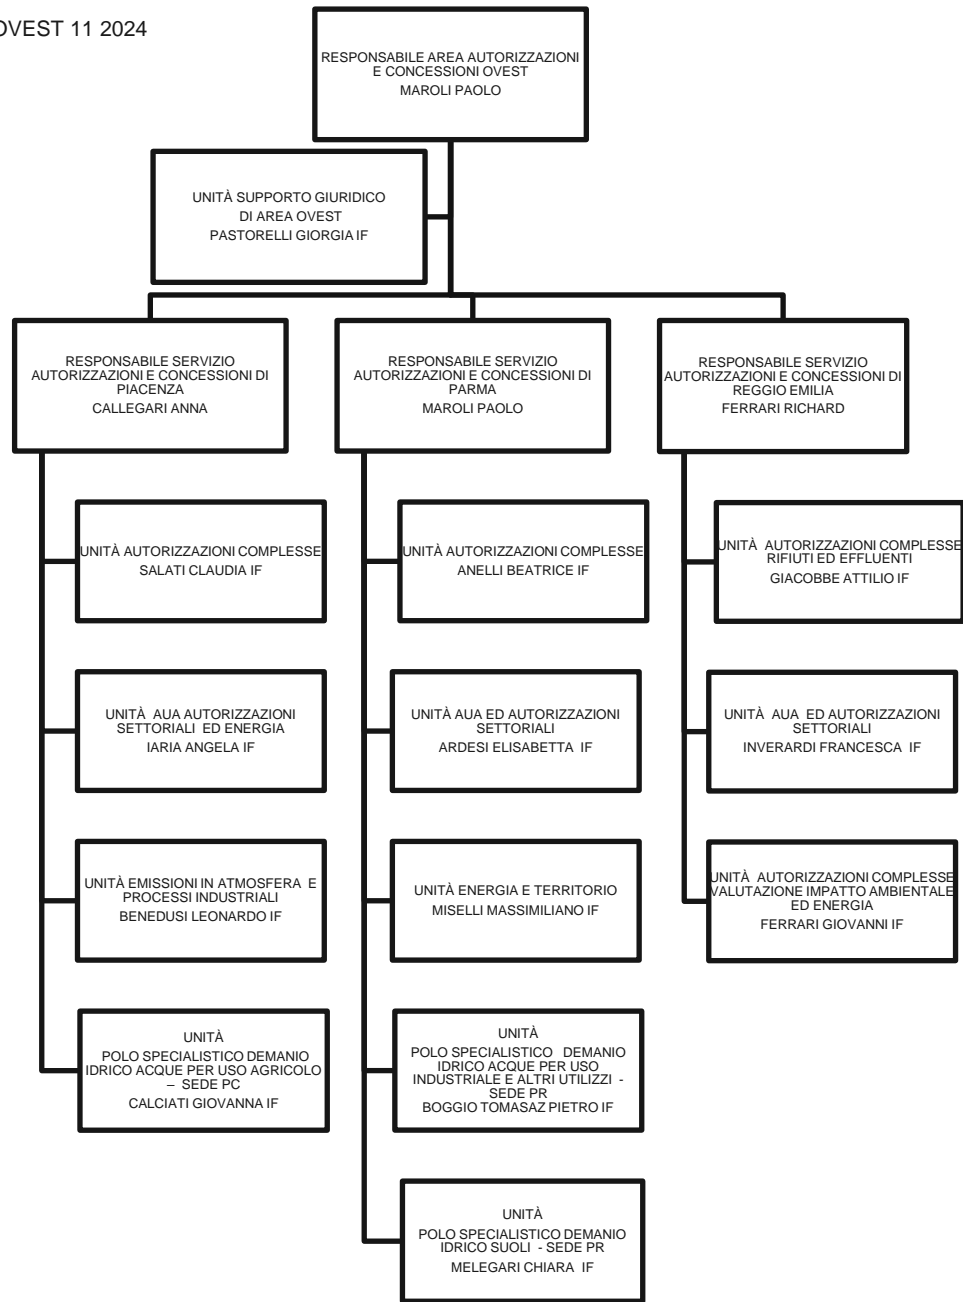 OVEST 11 2024
RESPONSABILE AREA AUTORIZZAZIONI
E CONCESSIONI OVEST
MAROLI PAOLO
UNITÀ SUPPORTO GIURIDICO
DI AREA OVEST
PASTORELLI GIORGIA IF
RESPONSABILE SERVIZIO
AUTORIZZAZIONI E CONCESSIONI DI
PIACENZA
CALLEGARI ANNA
RESPONSABILE SERVIZIO
AUTORIZZAZIONI E CONCESSIONI DI
PARMA
MAROLI PAOLO
RESPONSABILE SERVIZIO
AUTORIZZAZIONI E CONCESSIONI DI
REGGIO EMILIA
FERRARI RICHARD
UNITÀ AUTORIZZAZIONI COMPLESSE
SALATI CLAUDIA IF
UNITÀ AUTORIZZAZIONI COMPLESSE
ANELLI BEATRICE IF
UNITÀ AUTORIZZAZIONI COMPLESSE
RIFIUTI ED EFFLUENTI
GIACOBBE ATTILIO IF
UNITÀ AUA AUTORIZZAZIONI
SETTORIALI ED ENERGIA
IARIA ANGELA IF
UNITÀ AUA ED AUTORIZZAZIONI
SETTORIALI
ARDESI ELISABETTA IF
UNITÀ AUA ED AUTORIZZAZIONI
SETTORIALI
INVERARDI FRANCESCA IF
UNITÀ EMISSIONI IN ATMOSFERA E
PROCESSI INDUSTRIALI
BENEDUSI LEONARDO IF
UNITÀ ENERGIA E TERRITORIO
MISELLI MASSIMILIANO IF
UNITÀ AUTORIZZAZIONI COMPLESSE
VALUTAZIONE IMPATTO AMBIENTALE
ED ENERGIA
FERRARI GIOVANNI IF
UNITÀ
POLO SPECIALISTICO DEMANIO
IDRICO ACQUE PER USO AGRICOLO
– SEDE PC
CALCIATI GIOVANNA IF
UNITÀ
POLO SPECIALISTICO DEMANIO
IDRICO ACQUE PER USO
INDUSTRIALE E ALTRI UTILIZZI -
SEDE PR
BOGGIO TOMASAZ PIETRO IF
UNITÀ
POLO SPECIALISTICO DEMANIO
IDRICO SUOLI - SEDE PR
MELEGARI CHIARA IF